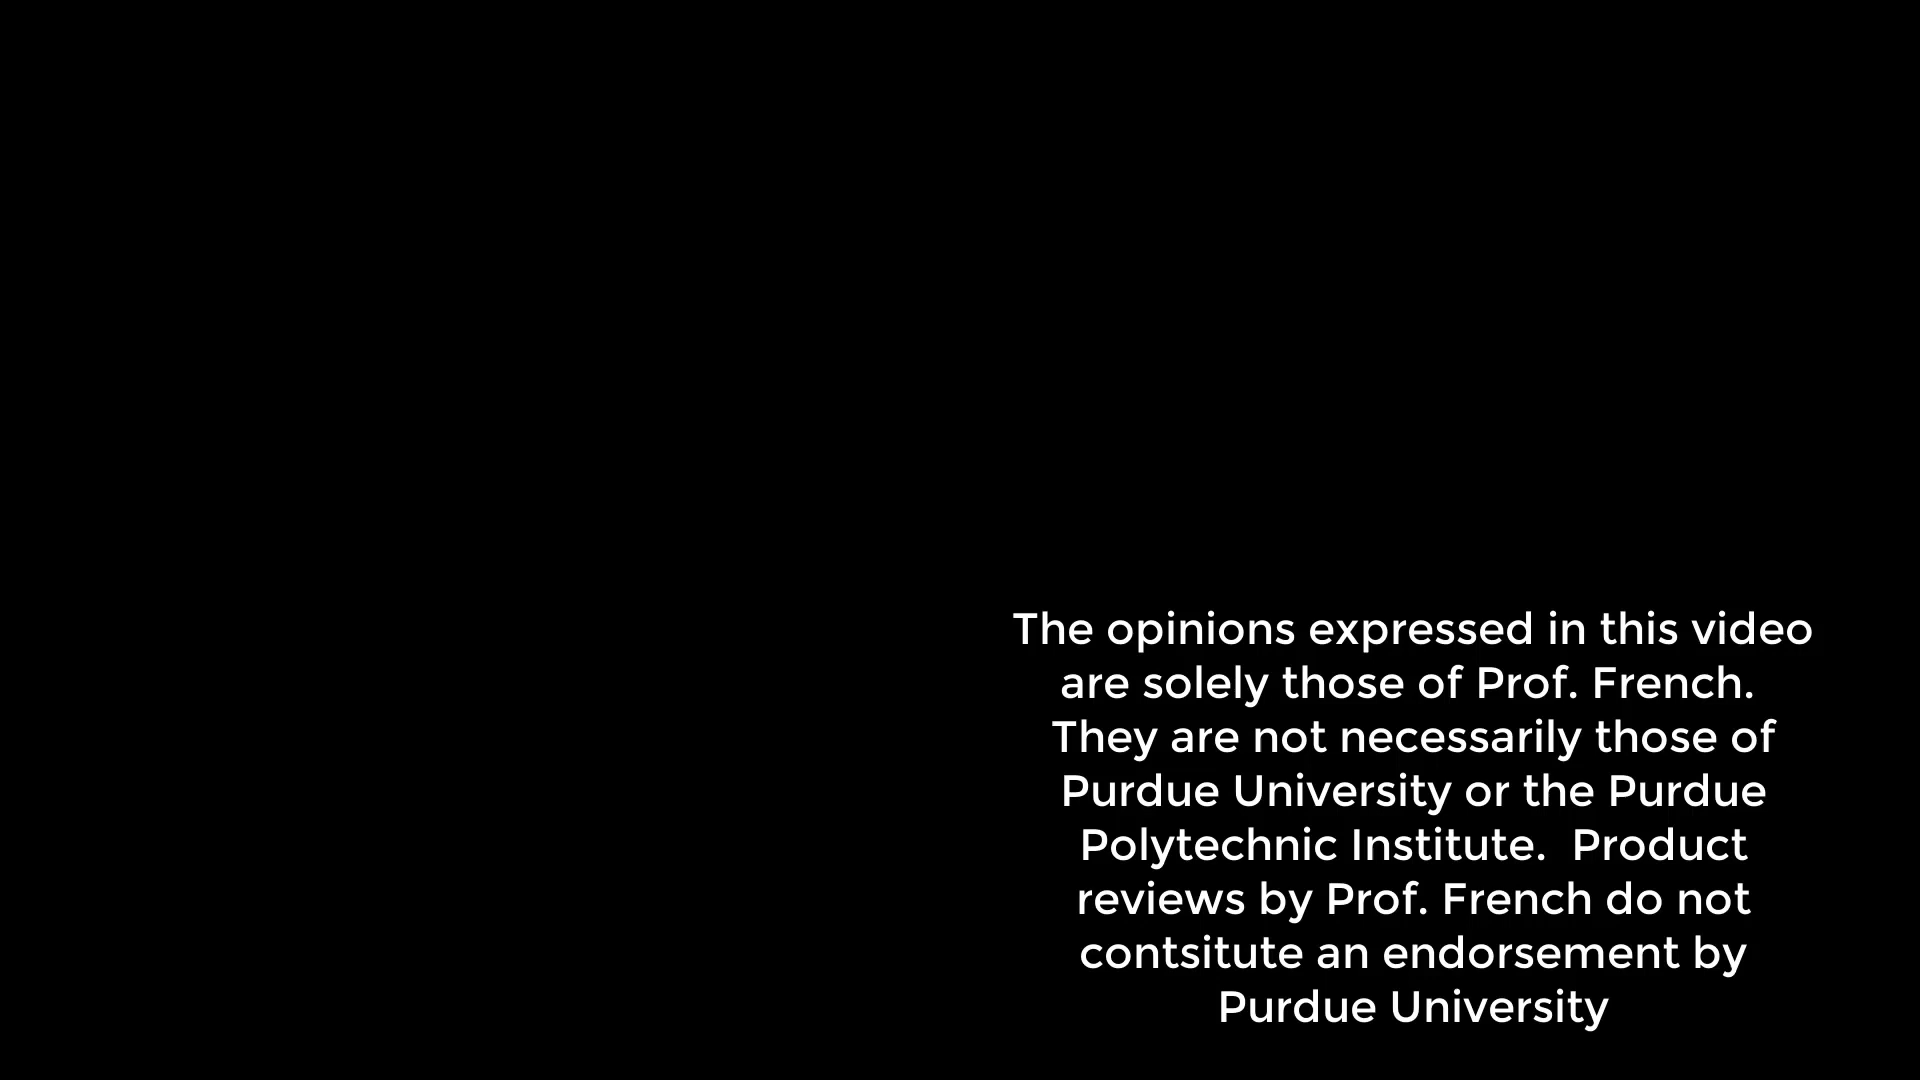 The opinions expressed in this video
are solely those of Prof. French.
They are not necessarily those of
Purdue University or the Purdue
Polytechnic Institute.  Product
reviews by Prof. French do not
contsitute an endorsement by
Purdue University